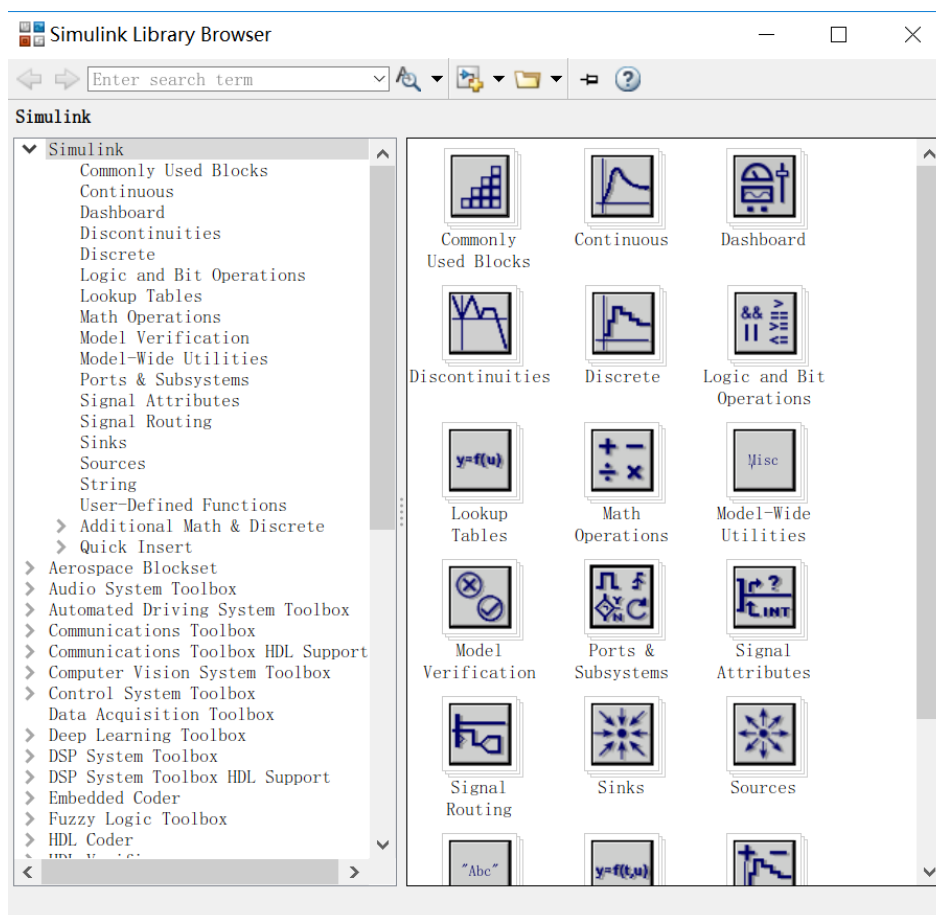 Simulink Library Browser
Enter search term
Simulink
Simulink
Commonly Used Blocks
Continuous
Dashboard
Discontinuities
Discrete
Logic and Bit Operations
Lookup Tables
Math Operations
Model Verification
Model-Wide Utilities
Ports & Subsystems
Signal Attributes
Signal Routing
Sinks
Sources
String
User-Defined Functions
Additional Math & Discrete
Quick Insert
Aerospace Blockset
Audio System Toolbox
Automated Driving System Toolbox
Communications Toolbox
Communications Toolbox HDL Support
Computer Vision System Toolbox
Control System Toolbox
Data Acquisition Toolbox
Deep Learning Toolbox
DSP System Toolbox
DSP System Toolbox HDL Support
Embedded Coder
Fuzzy Logic Toolbox
HDL Coder
Commonly
Used Blocks
Continuous
Dashboard
Discontinuities
Discrete
&& >
== 
|| >=
<=
Logic and Bit
Operations
y=f(u)
Lookup
Tables
+ −
÷ ×
Math
Operations
Misc
Model-Wide
Utilities
Model
Verification
Y
N
Ports &
Subsystems
?
INT
Signal
Attributes
Signal
Routing
Sinks
Sources
"Abc"
y=f(t,u)
+ −